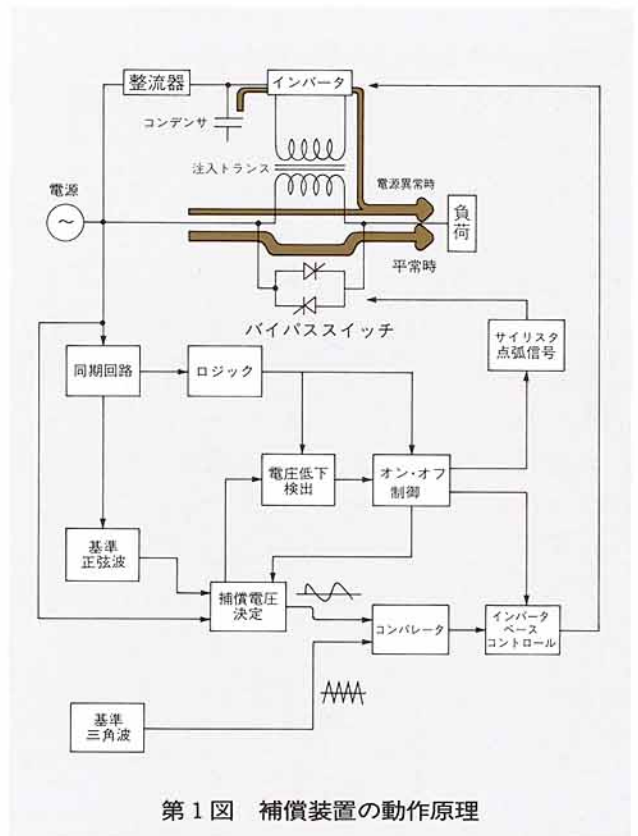 整流器
インバータ
コンデンサ
注入トランス
電源異常時
電源
～
負荷
平常時
バイパススイッチ
サイリスタ
点弧信号
同期回路
ロジック
電圧低下
検出
オン・オフ
制御
基準
正弦波
補償電圧
決定
コンパレータ
インバータ
ベース
コントロール
基準
三角波
第1図 補償装置の動作原理